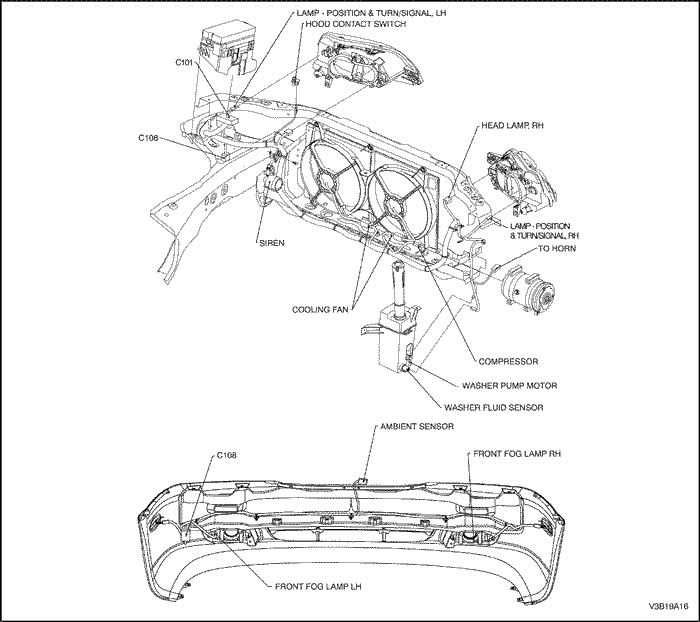 LAMP - POSITION & TURN/SIGNAL, LH
HOOD CONTACT SWITCH
C101
C108
HEAD LAMP, RH
LAMP - POSITION
& TURN/SIGNAL, RH
TO HORN
SIREN
COOLING FAN
COMPRESSOR
WASHER PUMP MOTOR
WASHER FLUID SENSOR
AMBIENT SENSOR
C108
FRONT FOG LAMP RH
FRONT FOG LAMP LH
V3B19A16